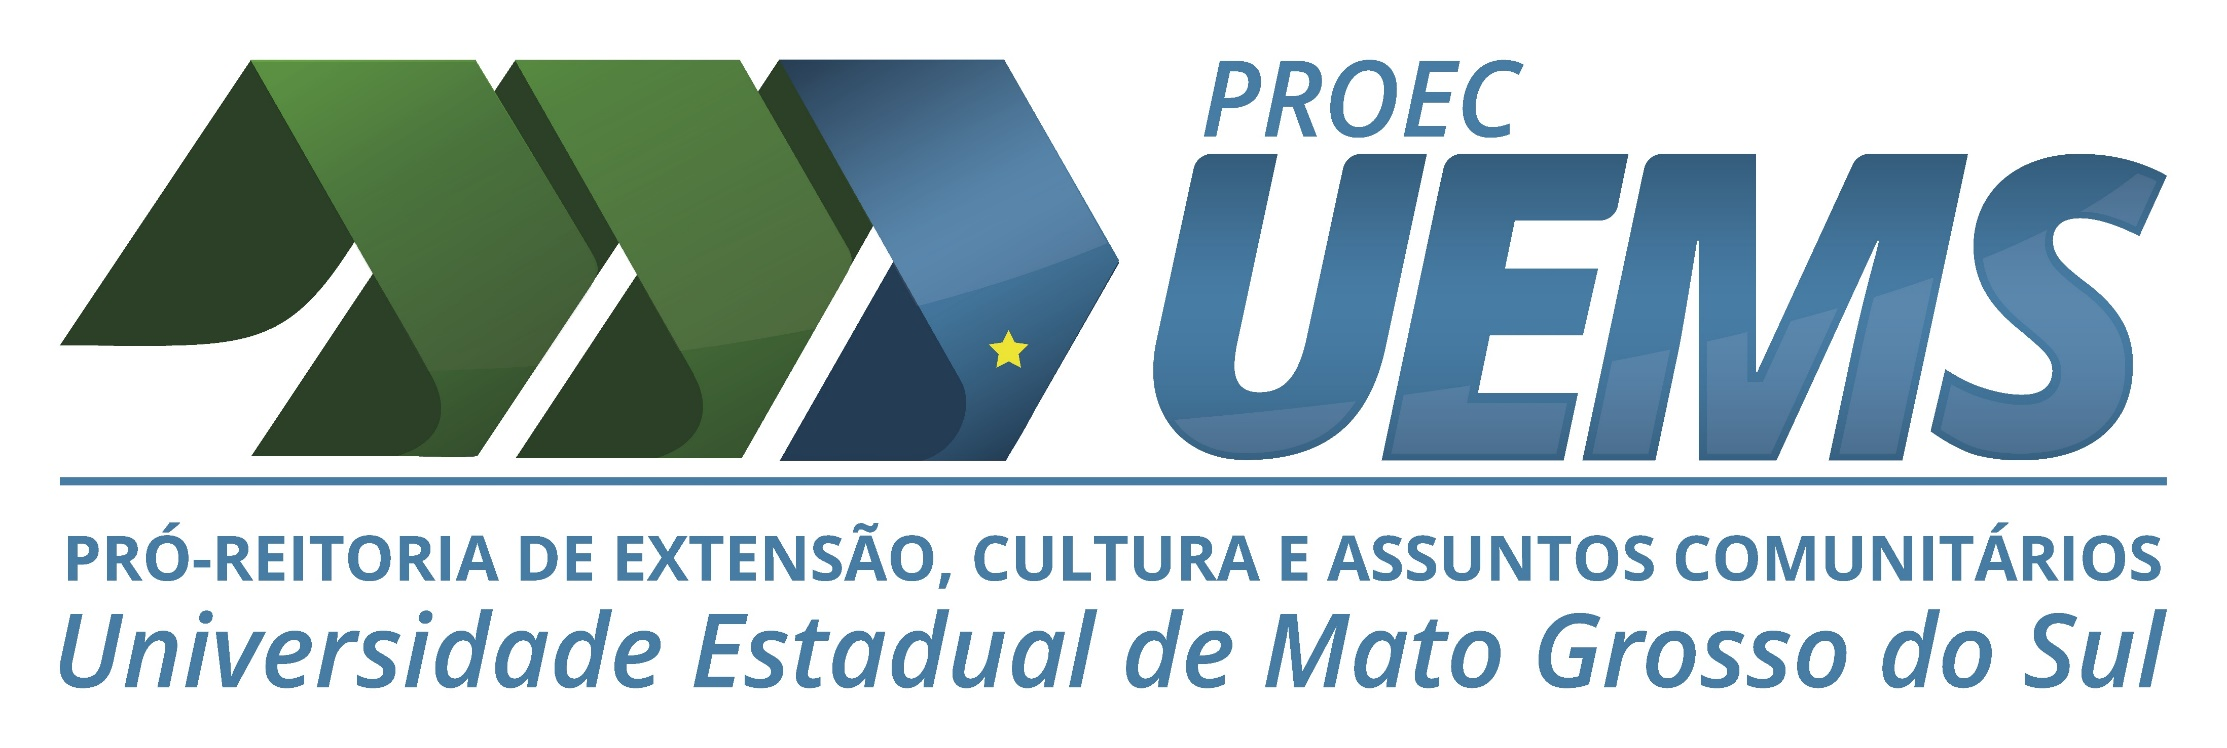 PROEC
UEMS
PRÓ-REITORIA DE EXTENSÃO, CULTURA E ASSUNTOS COMUNITÁRIOS
Universidade Estadual de Mato Grosso do Sul